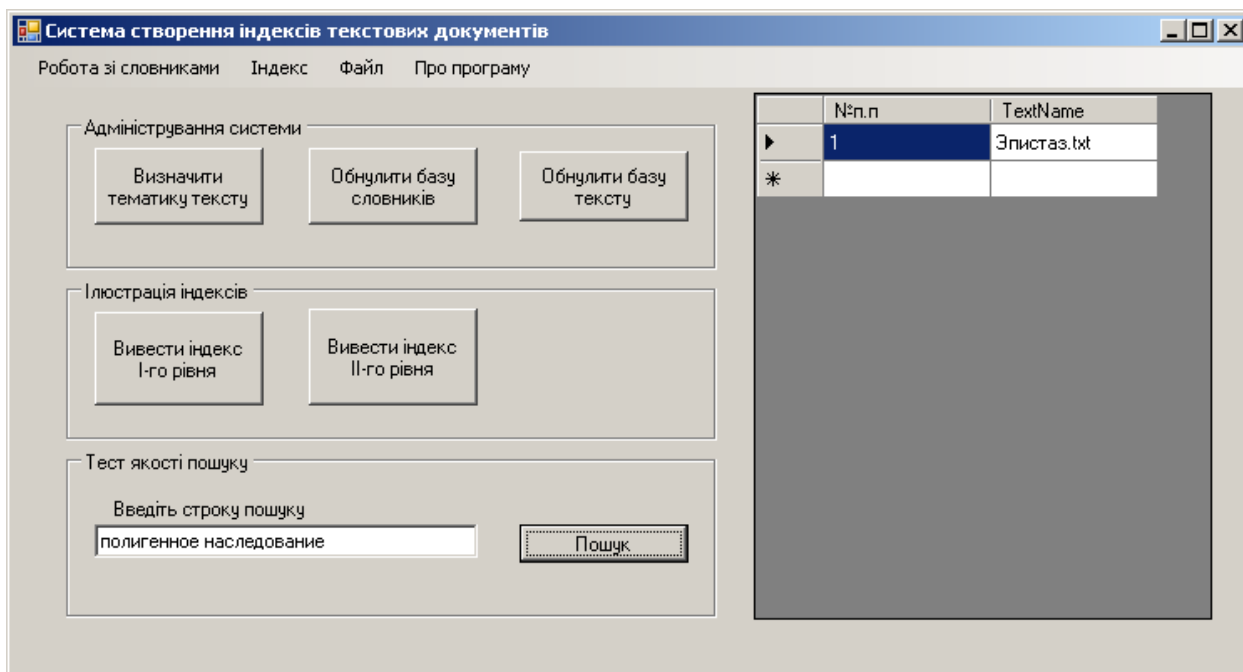 Система створення індексів текстових документів
Робота зі словниками Індекс Файл Про програму
Адміністрування системи
Визначити
тематику тексту
Обнулити базу
словників
Обнулити базу
тексту
Ілюстрація індексів
Вивести індекс
І-го рівня
Вивести індекс
ІІ-го рівня
Тест якості пошуку
Введіть строку пошуку
полигенное наследование
Пошук
№п.п TextName
1 Эпистаз.txt